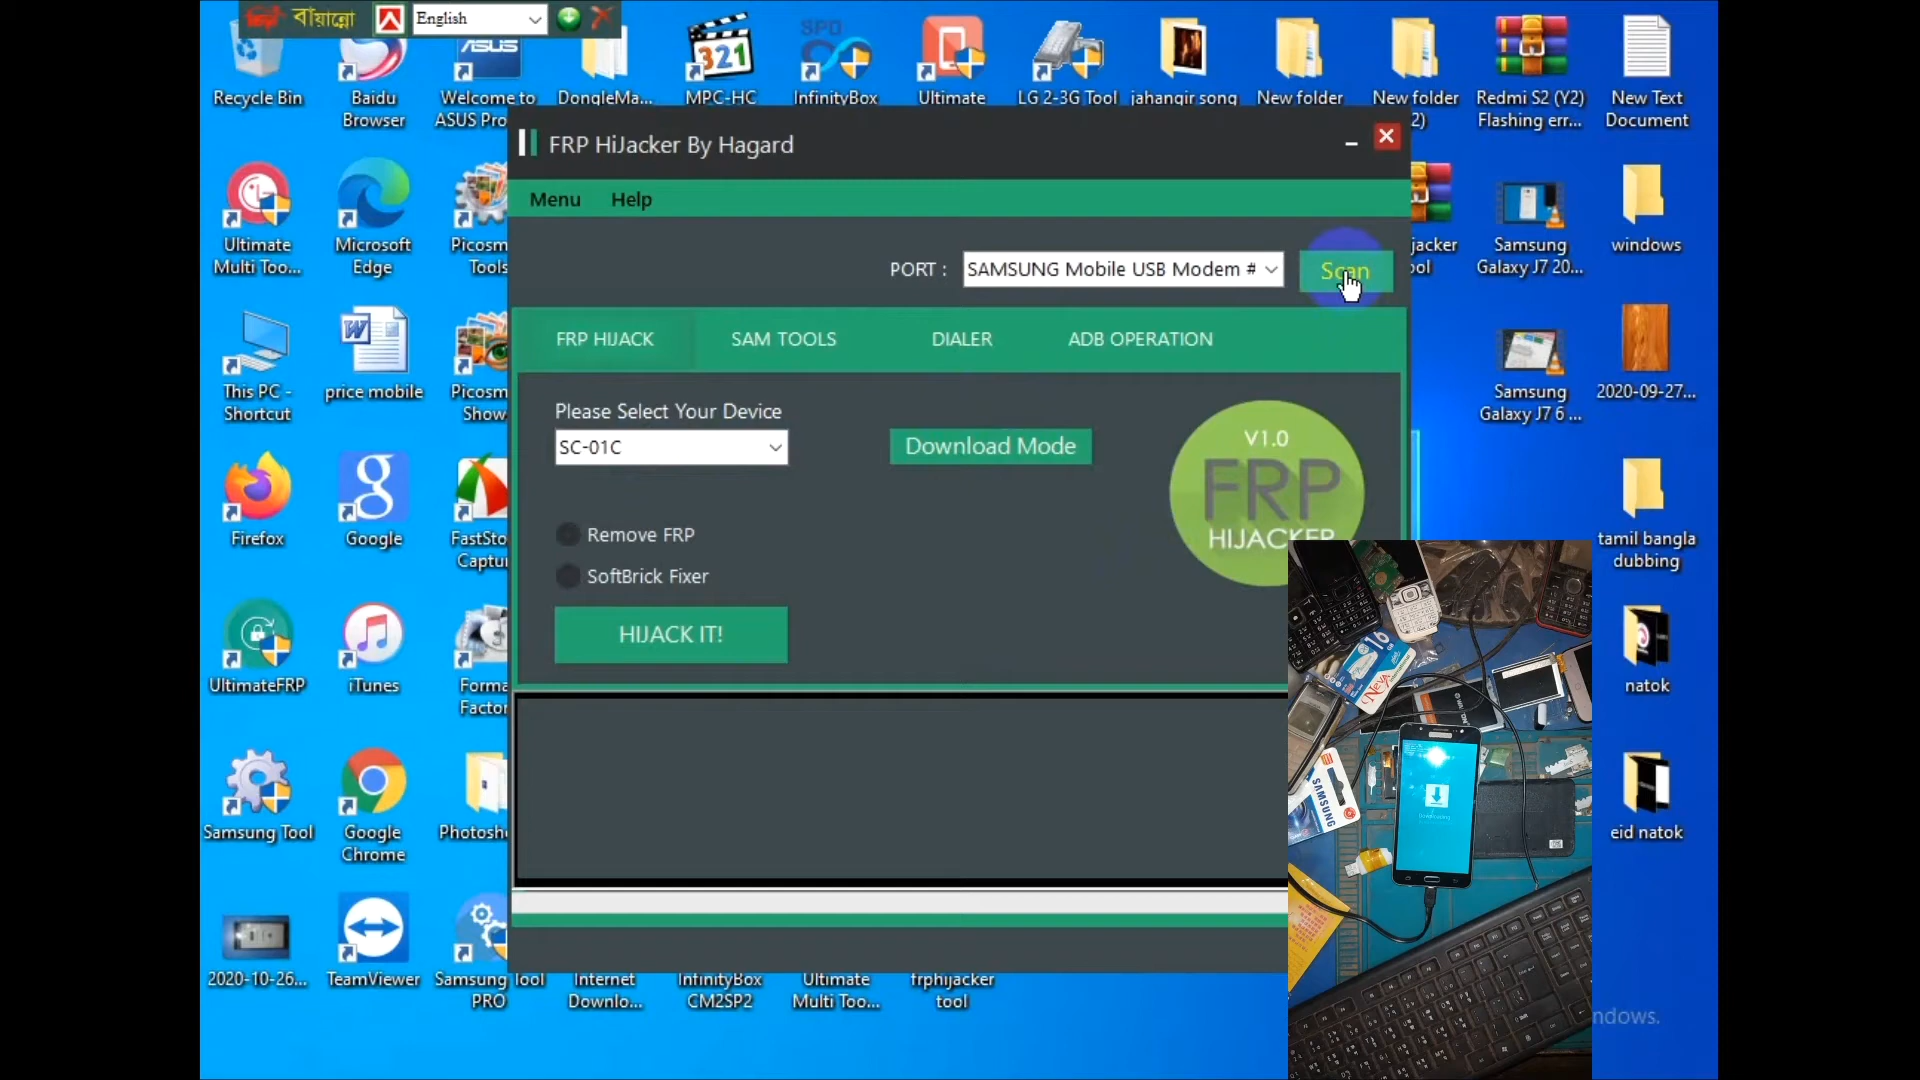 বায়ান্নো
English
Recycle Bin
Baidu
Browser
ASUS
Welcome to
ASUS Pro...
DongleMa...
321
MPC-HC
SPD
InfinityBox
Ultimate
LG 2-3G Tool
jahangir song
New folder
New folder
2)
Redmi S2 (Y2)
Flashing err...
New Text
Document
FRP HiJacker By Hagard
Menu
Help
PORT :
SAMSUNG Mobile USB Modem #
Scan
FRP HIJACK
SAM TOOLS
DIALER
ADB OPERATION
Please Select Your Device
SC-01C
Download Mode
V1.0
FRP
HIJACKER
Remove FRP
SoftBrick Fixer
HIJACK IT!
Ultimate
Multi Too...
Microsoft
Edge
Picosm
Tools
jacker
ool
Samsung
Galaxy J7 20...
windows
This PC -
Shortcut
price mobile
Picosm
Show
Samsung
Galaxy J7 6 ...
2020-09-27...
Firefox
Google
FastSto
Captu
tamil bangla
dubbing
UltimateFRP
iTunes
Forma
Factor
natok
Samsung Tool
Google
Chrome
Photosh
eid natok
2020-10-26...
TeamViewer
Samsung Tool
PRO
Internet
Downlo...
InfinityBox
CM2SP2
Ultimate
Multi Too...
frphijacker
tool
16
Neva
SAMSUNG
ndows.